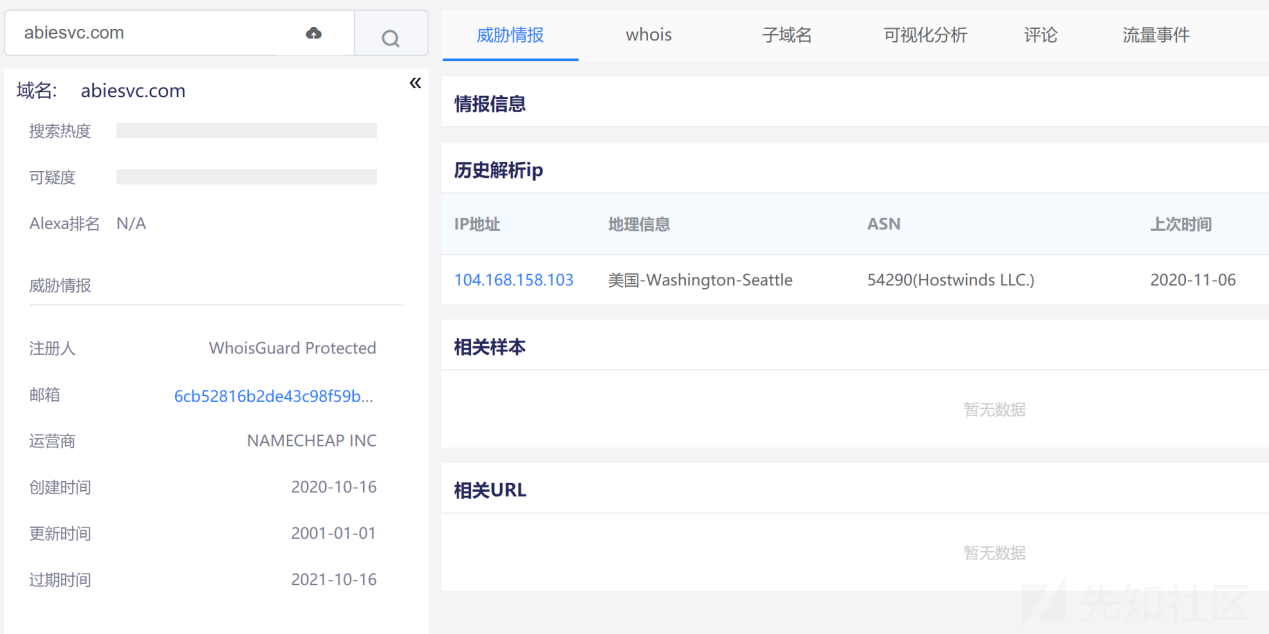 abiesvc.com
域名: abiesvc.com
«
搜索热度
可疑度
Alexa排名 N/A
威胁情报
注册人 WhoisGuard Protected
邮箱 6cb52816b2de43c98f59b...
运营商 NAMECHEAP INC
创建时间 2020-10-16
更新时间 2001-01-01
过期时间 2021-10-16
威胁情报 whois 子域名 可视化分析 评论 流量事件
情报信息
历史解析ip
IP地址 地理信息 ASN 上次时间
104.168.158.103 美国-Washington-Seattle 54290(Hostwinds LLC.) 2020-11-06
相关样本
暂无数据
相关URL
暂无数据
先知社区